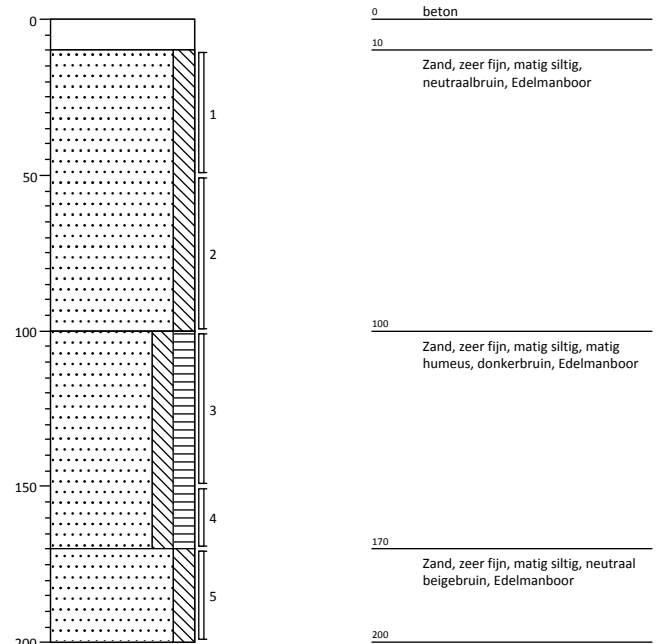 0
50
100
150
200
1
2
3
4
5
0
beton
10
Zand, zeer fijn, matig siltig,
neutraalbruin, Edelmanboor
100
Zand, zeer fijn, matig siltig, matig
humeus, donkerbruin, Edelmanboor
170
Zand, zeer fijn, matig siltig, neutraal
beigebruin, Edelmanboor
200